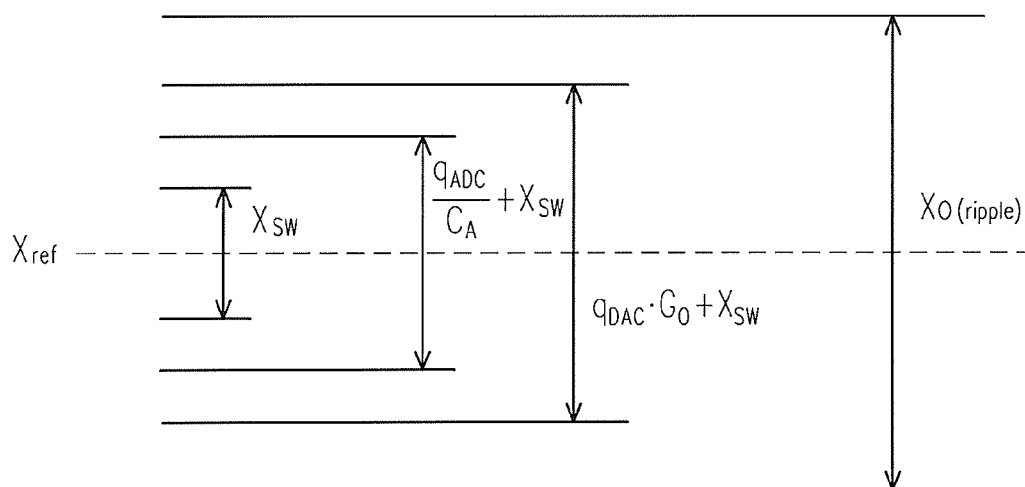 q_ADC/C_A + X_SW
X_SW
X_O (ripple)
X_ref
q_DAC · G_O + X_SW